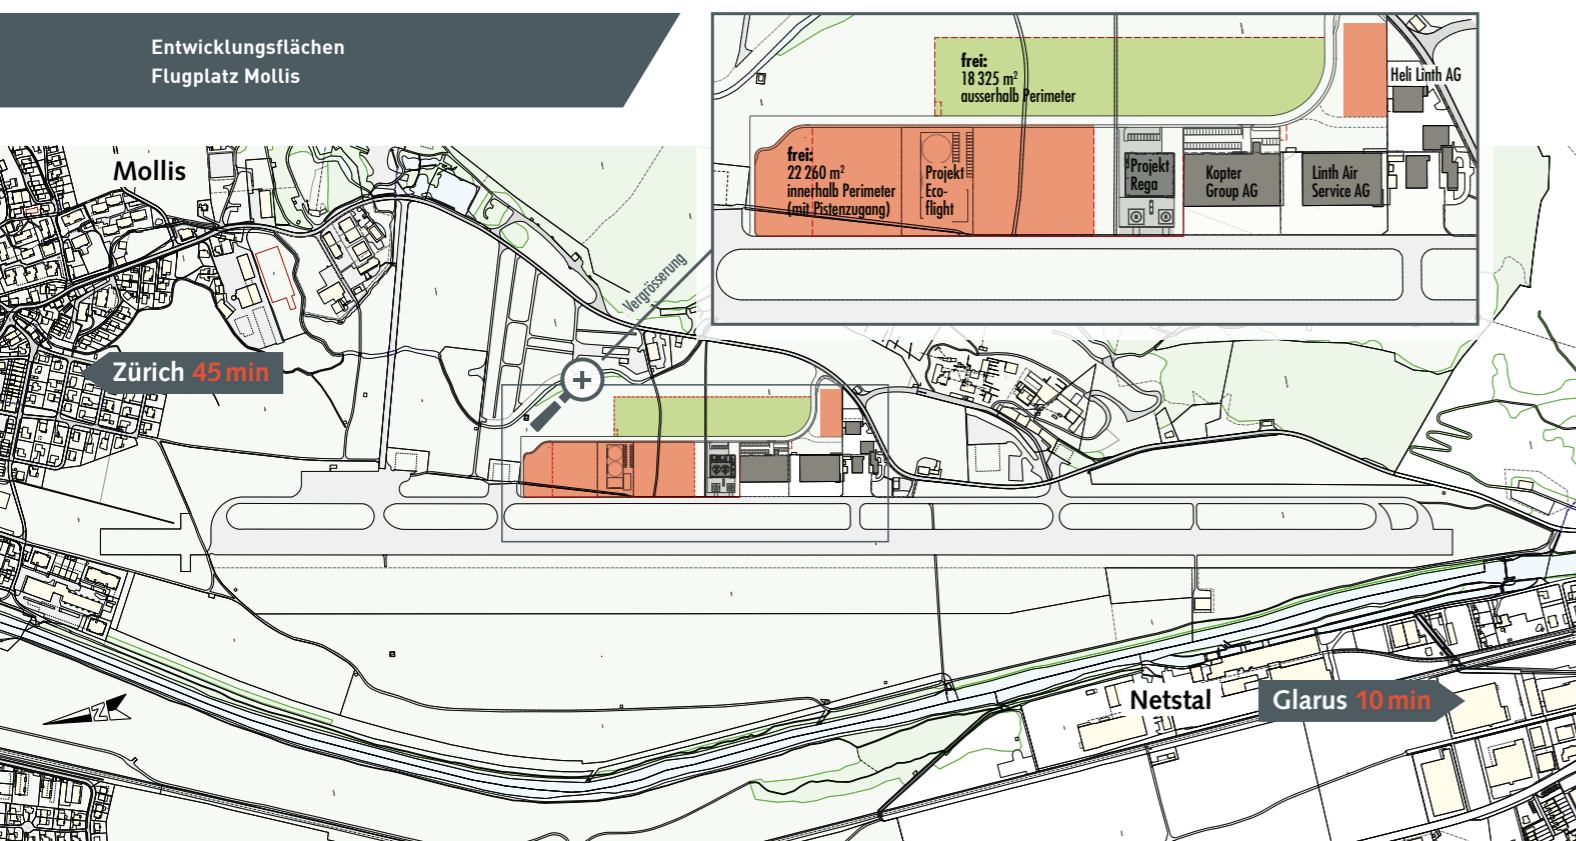 Entwicklungsflächen
Flugplatz Mollis
frei:
18 325 m²
ausserhalb Perimeter
Heli Linth AG
frei:
22 260 m²
innerhalb Perimeter
(mit Pistenzugang)
Projekt
Eco-
flight
Projekt
Rega
Kopter
Group AG
Linth Air
Service AG
Mollis
Vergrösserung
Zürich 45 min
N
Netstal
Glarus 10 min